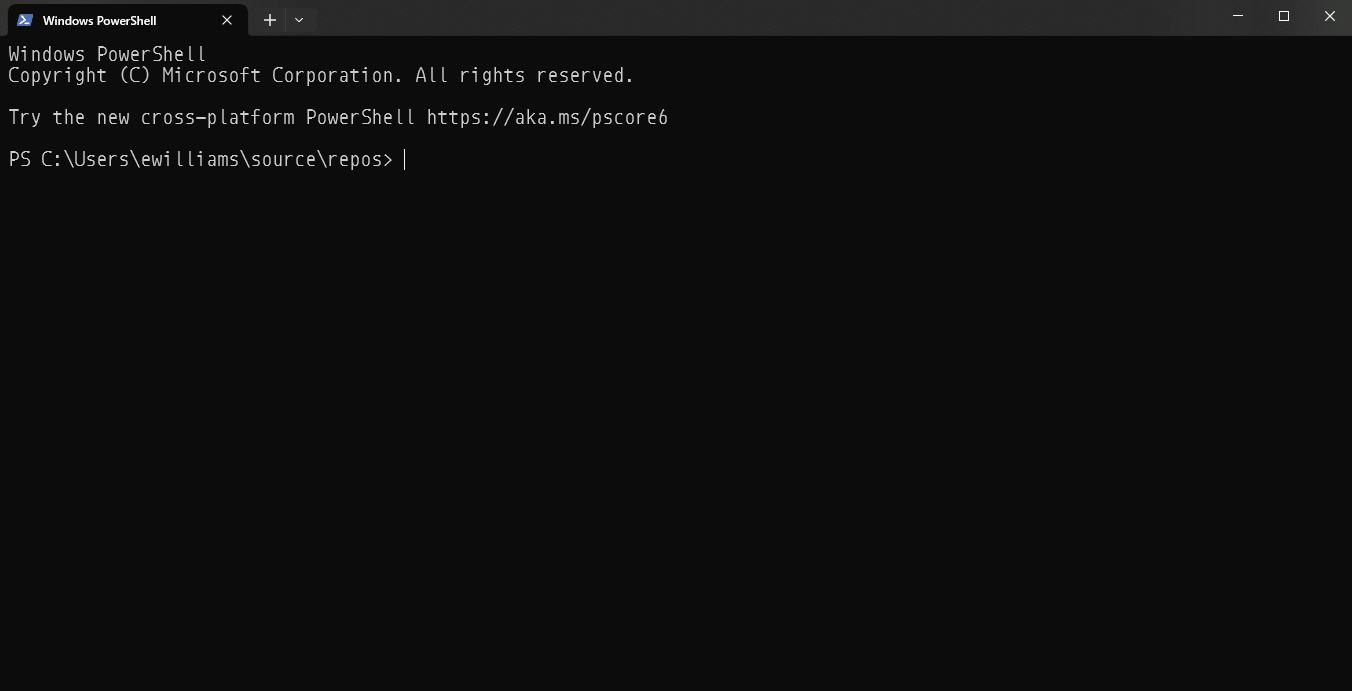 Windows PowerShell
Windows PowerShell
Copyright (C) Microsoft Corporation. All rights reserved.
Try the new cross-platform PowerShell https://aka.ms/pscore6
PS C:\Users\ewilliams\source\repos>